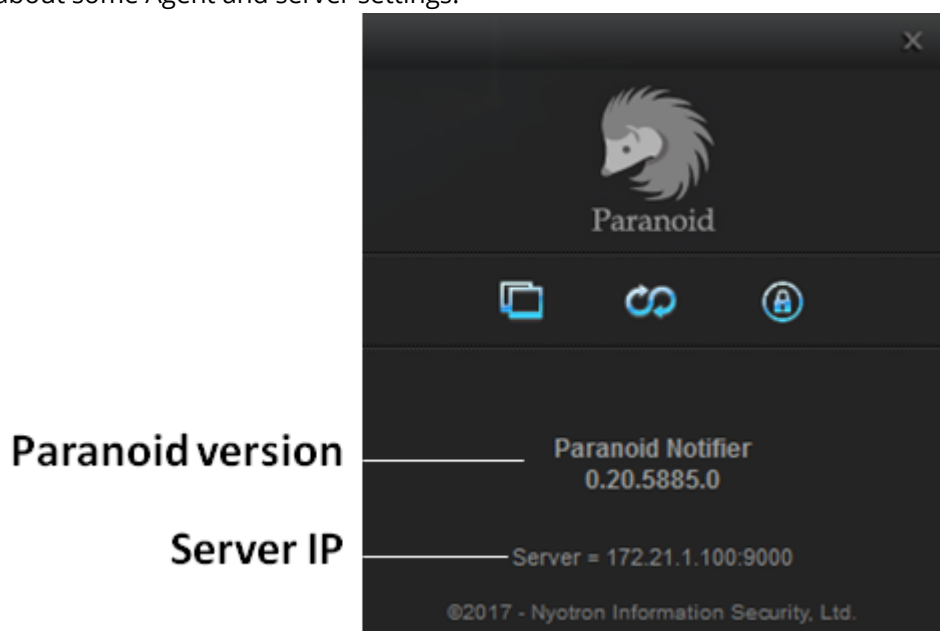 about some Agent and server settings.
Paranoid
Paranoid version
Paranoid Notifier
0.20.5885.0
Server IP
Server = 172.21.1.100:9000
©2017 - Nyotron Information Security, Ltd.